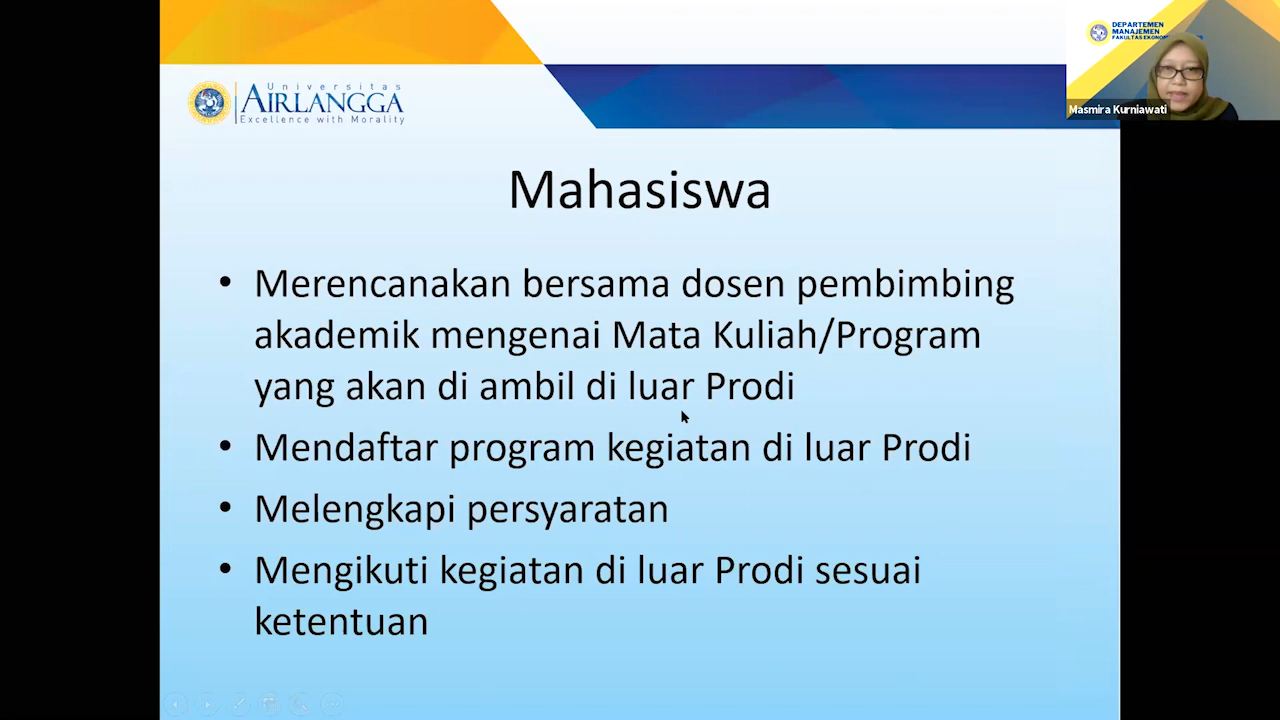 DEPARTEMEN
MANAJEMEN
FAKULTAS EKONOM
Masmira Kurniawati
Universitas
AIRLANGGA
Excellence with Morality
Mahasiswa
• Merencanakan bersama dosen pembimbing
akademik mengenai Mata Kuliah/Program
yang akan di ambil di luar Prodi
• Mendaftar program kegiatan di luar Prodi
• Melengkapi persyaratan
• Mengikuti kegiatan di luar Prodi sesuai
ketentuan